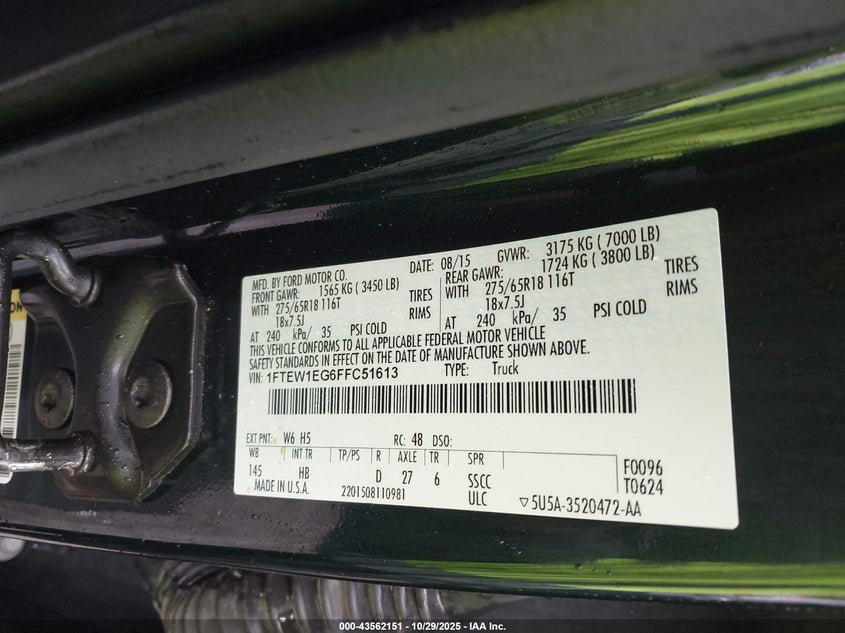 MFD. BY FORD MOTOR CO.
DATE: 08/15 GVWR: 3175 KG ( 7000 LB)
FRONT GAWR: 1565 KG ( 3450 LB)
REAR GAWR: 1724 KG ( 3800 LB)
WITH 275/65R18 116T TIRES
WITH 275/65R18 116T TIRES
18x7.5J RIMS
18x7.5J RIMS
AT 240 kPa/ 35 PSI COLD
AT 240 kPa/ 35 PSI COLD
THIS VEHICLE CONFORMS TO ALL APPLICABLE FEDERAL MOTOR VEHICLE
SAFETY STANDARDS IN EFFECT ON THE DATE OF MANUFACTURE SHOWN ABOVE.
VIN: 1FTEW1EG6FFC51613 TYPE: Truck
EXT PNT: W6 H5 RC: 48 DSO:
WB INT TR TP/PS R AXLE TR SPR
145 HB D 27 6 SSCC
F0096
T0624
MADE IN U.S.A. 2201508110981 ULC ▽5U5A-3520472-AA
000-43562151 | 10/29/2025 - IAA Inc.